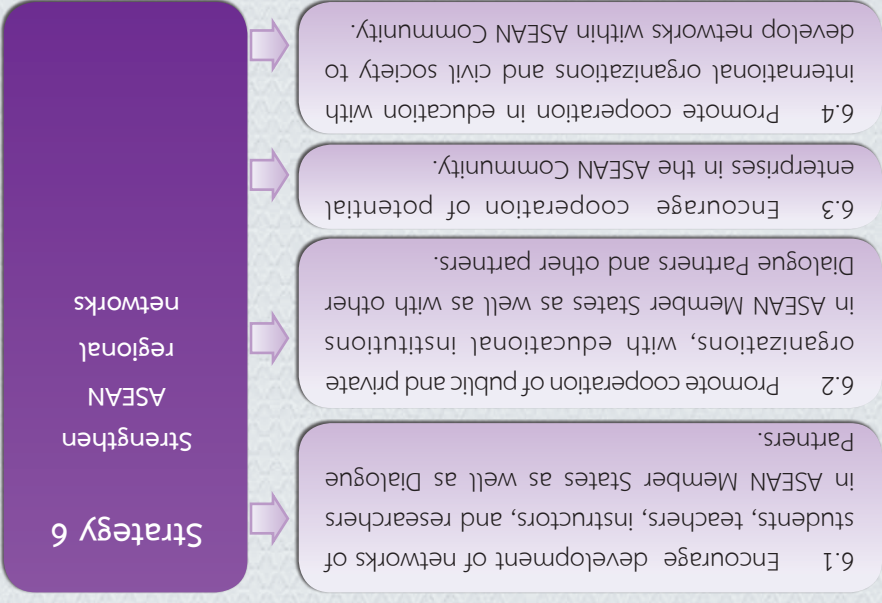 Strategy 6
Strengthen
ASEAN
regional
networks
6.1 Encourage development of networks of
students, teachers, instructors, and researchers
in ASEAN Member States as well as Dialogue
Partners.
6.2 Promote cooperation of public and private
organizations, with educational institutions
in ASEAN Member States as well as with other
Dialogue Partners and other partners.
6.3 Encourage cooperation of potential
enterprises in the ASEAN Community.
6.4 Promote cooperation in education with
international organizations and civil society to
develop networks within ASEAN Community.